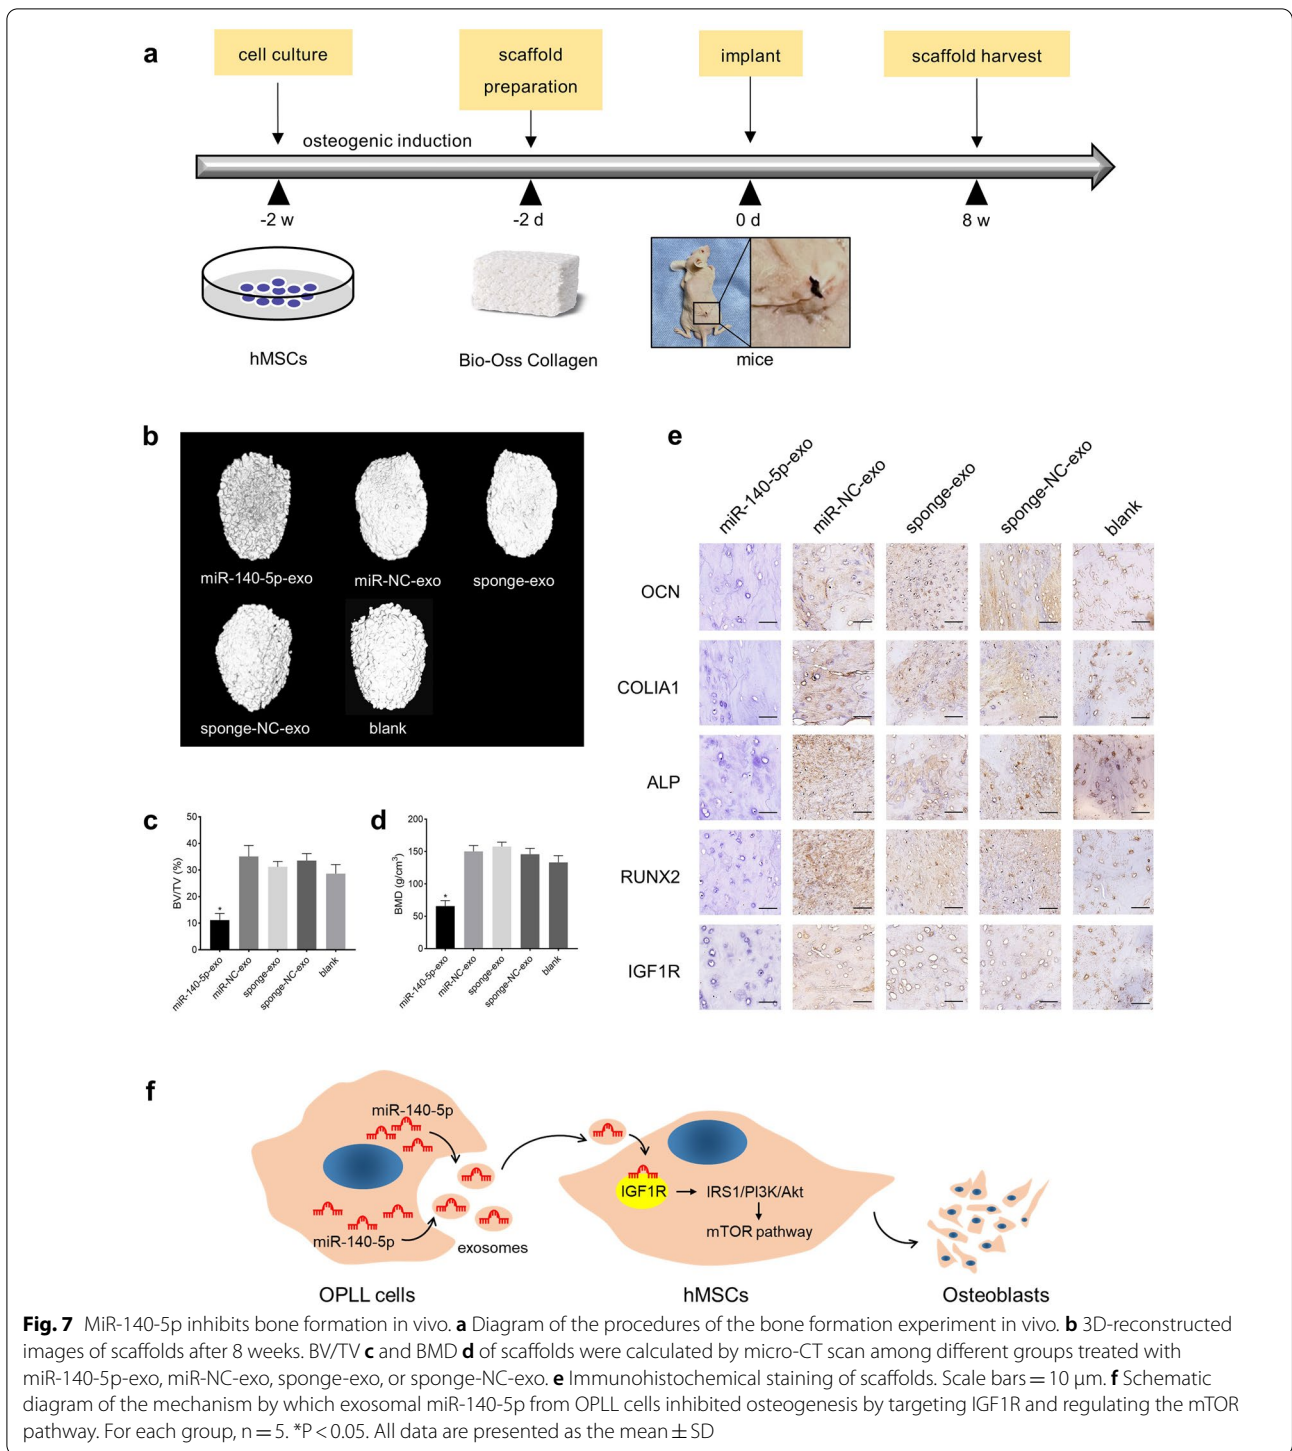 a
cell culture
scaffold
preparation
implant
scaffold harvest
osteogenic induction
-2 w
-2 d
0 d
8 w
hMSCs
Bio-Oss Collagen
mice
b
miR-140-5p-exo
miR-NC-exo
sponge-exo
sponge-NC-exo
blank
c
BV/TV (%)
50
40
30
20
10
0
*
miR-140-5p-exo
miR-NC-exo
sponge-exo
sponge-NC-exo
blank
d
BMD (g/cm³)
200
150
100
50
0
*
miR-140-5p-exo
miR-NC-exo
sponge-exo
sponge-NC-exo
blank
e
miR-140-5p-exo
miR-NC-exo
sponge-exo
sponge-NC-exo
blank
OCN
COLIA1
ALP
RUNX2
IGF1R
f
miR-140-5p
miR-140-5p
exosomes
OPLL cells
IGF1R
IRS1/PI3K/Akt
mTOR pathway
hMSCs
Osteoblasts
Fig. 7 MiR-140-5p inhibits bone formation in vivo. a Diagram of the procedures of the bone formation experiment in vivo. b 3D-reconstructed
images of scaffolds after 8 weeks. BV/TV c and BMD d of scaffolds were calculated by micro-CT scan among different groups treated with
miR-140-5p-exo, miR-NC-exo, sponge-exo, or sponge-NC-exo. e Immunohistochemical staining of scaffolds. Scale bars = 10 μm. f Schematic
diagram of the mechanism by which exosomal miR-140-5p from OPLL cells inhibited osteogenesis by targeting IGF1R and regulating the mTOR
pathway. For each group, n = 5. *P < 0.05. All data are presented as the mean ± SD